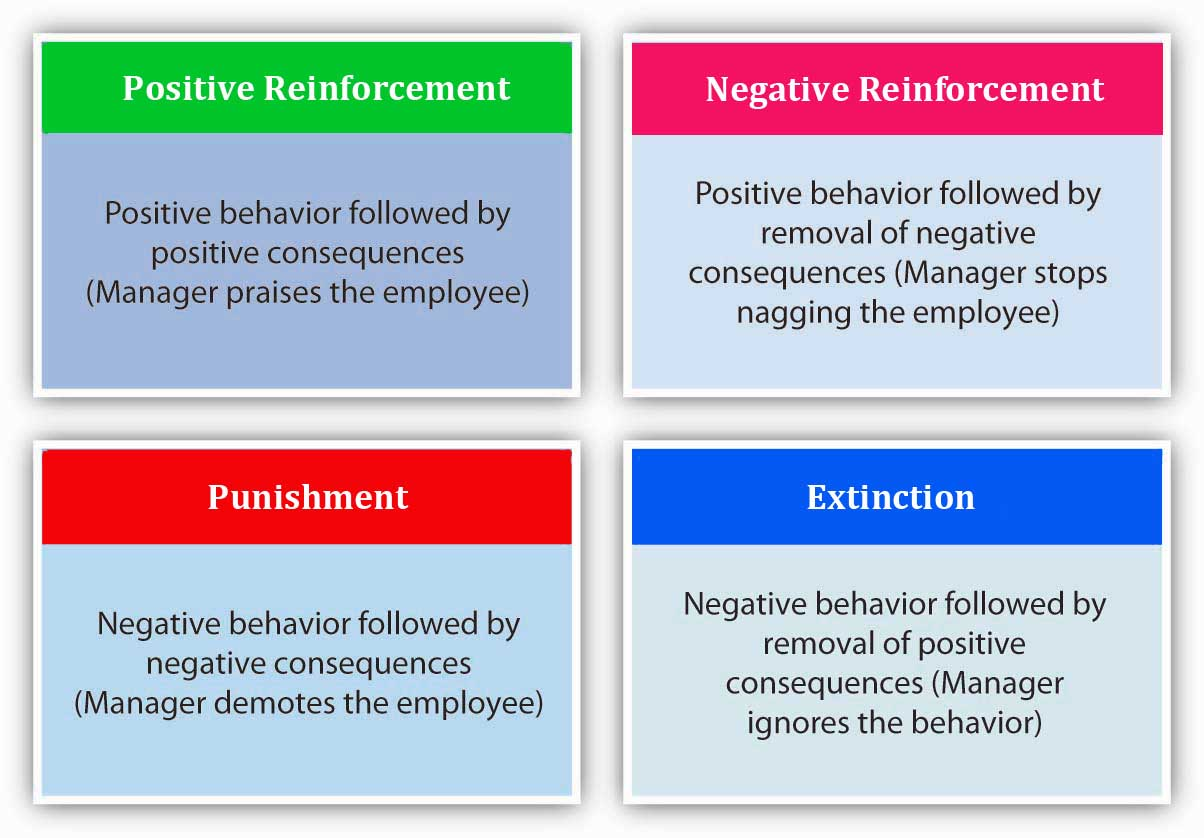 Positive Reinforcement
Positive behavior followed by
positive consequences
(Manager praises the employee)
Negative Reinforcement
Positive behavior followed by
removal of negative
consequences (Manager stops
nagging the employee)
Punishment
Negative behavior followed by
negative consequences
(Manager demotes the employee)
Extinction
Negative behavior followed by
removal of positive
consequences (Manager
ignores the behavior)